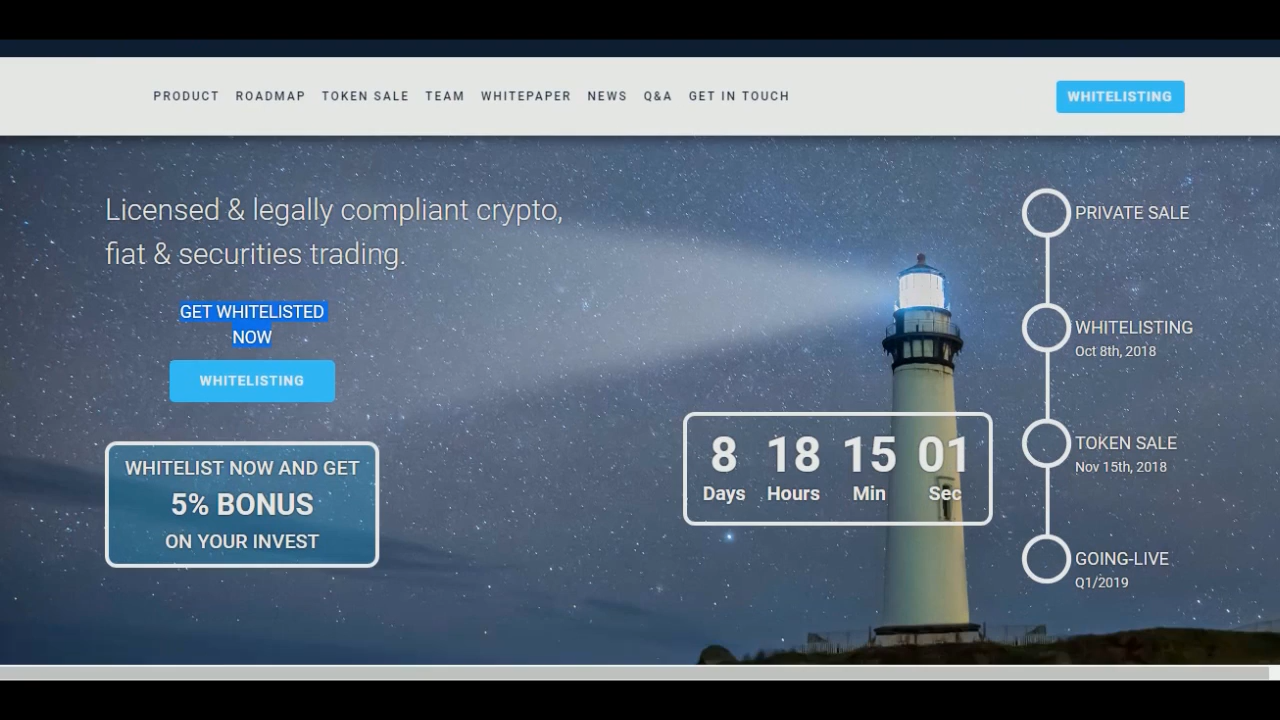 PRODUCT ROADMAP TOKEN SALE TEAM WHITEPAPER NEWS Q&A GET IN TOUCH
WHITELISTING
Licensed & legally compliant crypto,
fiat & securities trading.
GET WHITELISTED
NOW
WHITELISTING
WHITELIST NOW AND GET
5% BONUS
ON YOUR INVEST
8 18 15 01
Days Hours Min Sec
PRIVATE SALE
WHITELISTING
Oct 8th, 2018
TOKEN SALE
Nov 15th, 2018
GOING-LIVE
Q1/2019